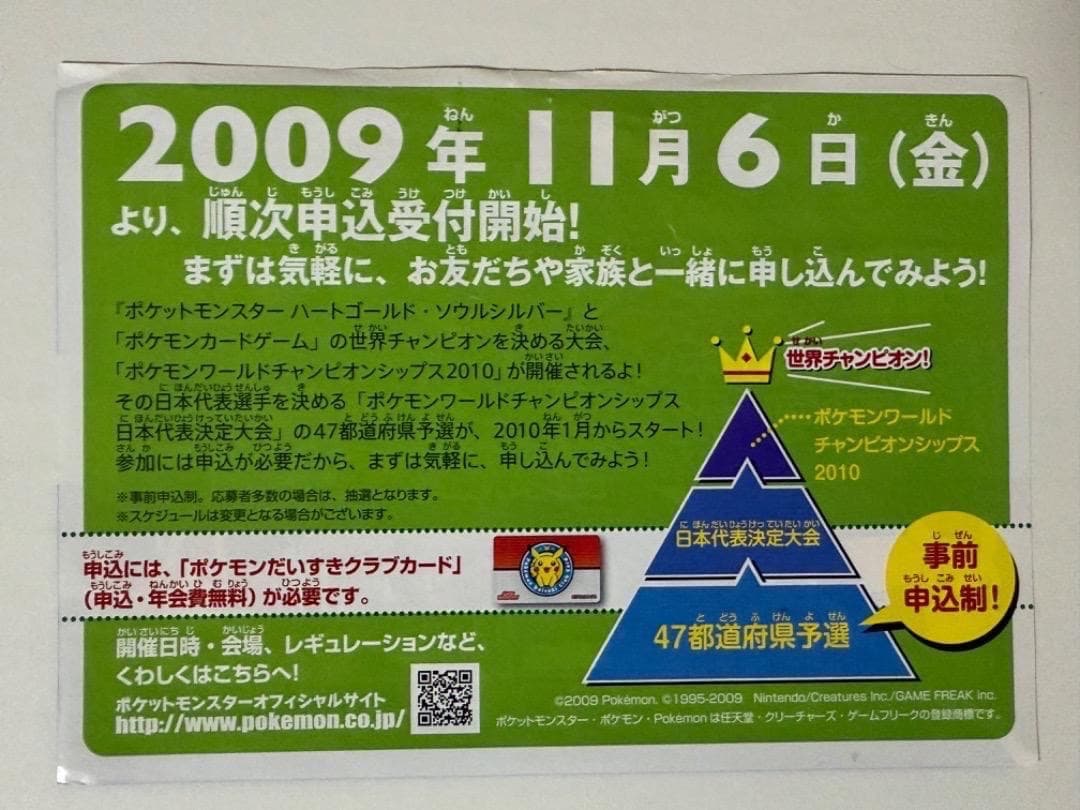 2009年11月6日(金)
より、順次申込受付開始!
まずは気軽に、お友だちや家族と一緒に申し込んでみよう!
『ポケットモンスター ハートゴールド・ソウルシルバー』と
「ポケモンカードゲーム」の世界チャンピオンを決める大会、
「ポケモンワールドチャンピオンシップス2010」が開催されるよ!
その日本代表選手を決める「ポケモンワールドチャンピオンシップス
日本代表決定大会」の47都道府県予選が、2010年1月からスタート!
参加には申込が必要だから、まずは気軽に、申し込んでみよう!
※事前申込制。応募者多数の場合は、抽選となります。
※スケジュールは変更となる場合がございます。
世界チャンピオン!
ポケモンワールド
チャンピオンシップス
2010
日本代表決定大会
47都道府県予選
事前
申込制!
申込には、「ポケモンだいすきクラブカード」
(申込・年会費無料)が必要です。
開催日時・会場、レギュレーションなど、
くわしくはこちらへ!
ポケットモンスターオフィシャルサイト
http://www.pokemon.co.jp/
©2009 Pokémon. ©1995-2009 Nintendo/Creatures Inc./GAME FREAK inc.
ポケットモンスター・ポケモン・Pokémonは任天堂・クリーチャーズ・ゲームフリークの登録商標です。